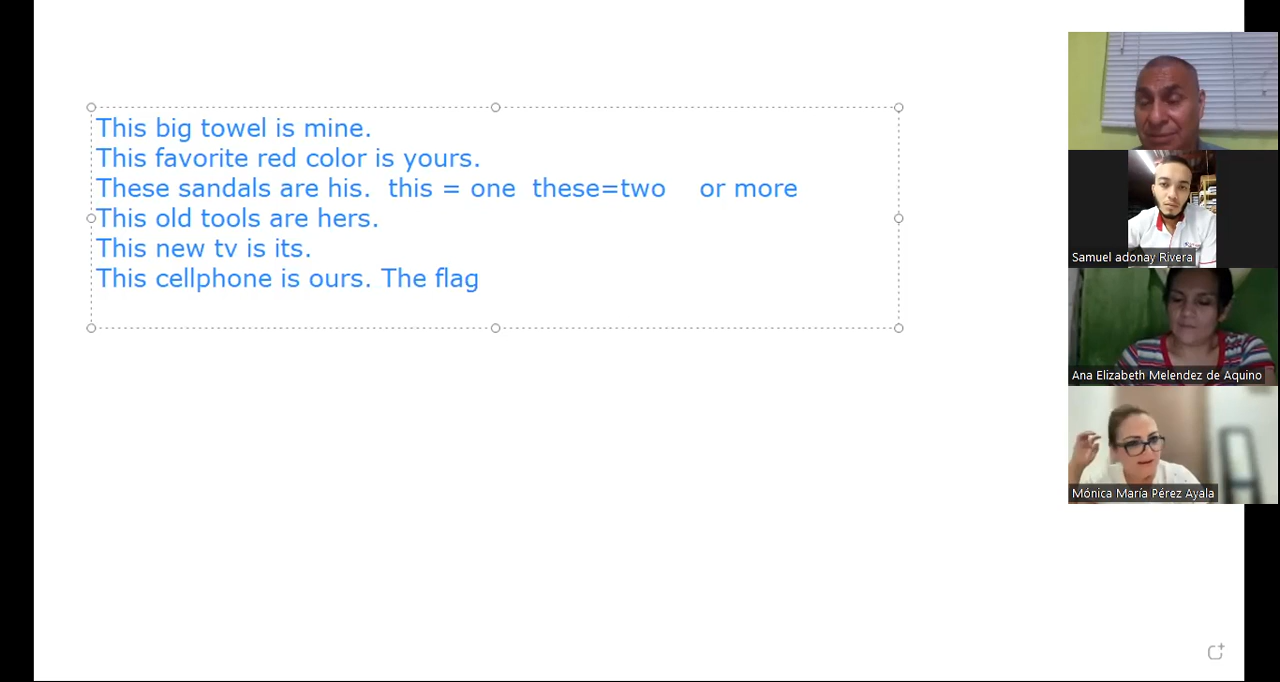 This big towel is mine.
This favorite red color is yours.
These sandals are his. this = one these=two or more
This old tools are hers.
This new tv is its.
This cellphone is ours. The flag
Samuel adonay Rivera
Ana Elizabeth Melendez de Aquino
Mónica María Pérez Ayala